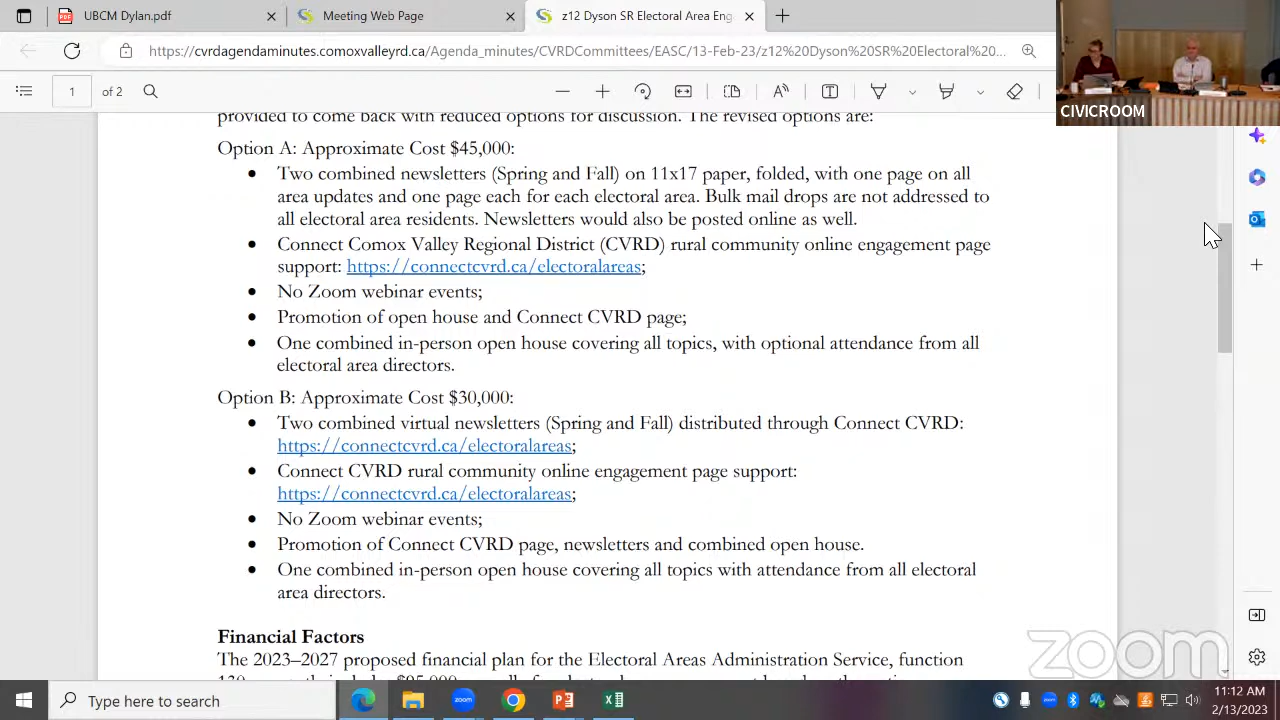 UBCM Dylan.pdf
Meeting Web Page
z12 Dyson SR Electoral Area Eng
https://cvrdagendaminutes.comoxvalleyrd.ca/Agenda_minutes/CVRDCommittees/EASC/13-Feb-23/z12%20Dyson%20SR%20Electoral%20...
1 of 2
CIVICROOM
provided to come back with reduced options for discussion. The revised options are:
Option A: Approximate Cost $45,000:
• Two combined newsletters (Spring and Fall) on 11x17 paper, folded, with one page on all
area updates and one page each for each electoral area. Bulk mail drops are not addressed to
all electoral area residents. Newsletters would also be posted online as well.
• Connect Comox Valley Regional District (CVRD) rural community online engagement page
support: https://connectcvrd.ca/electoralareas;
• No Zoom webinar events;
• Promotion of open house and Connect CVRD page;
• One combined in-person open house covering all topics, with optional attendance from all
electoral area directors.
Option B: Approximate Cost $30,000:
• Two combined virtual newsletters (Spring and Fall) distributed through Connect CVRD:
https://connectcvrd.ca/electoralareas;
• Connect CVRD rural community online engagement page support:
https://connectcvrd.ca/electoralareas;
• No Zoom webinar events;
• Promotion of Connect CVRD page, newsletters and combined open house.
• One combined in-person open house covering all topics with attendance from all electoral
area directors.
Financial Factors
The 2023–2027 proposed financial plan for the Electoral Areas Administration Service, function
zoom
Type here to search
11:12 AM
2/13/2023